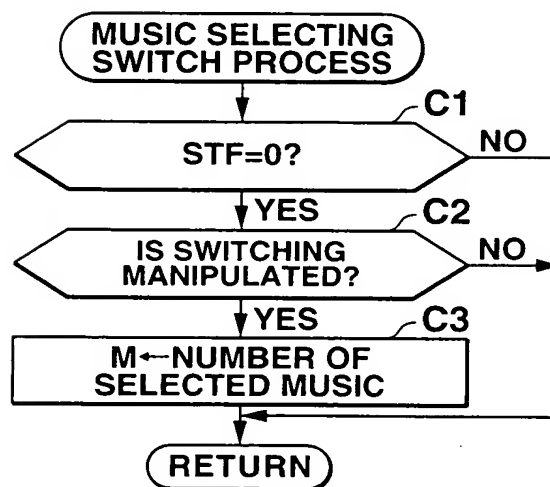 MUSIC SELECTING
SWITCH PROCESS
C1
STF=0?
NO
YES
C2
IS SWITCHING
MANIPULATED?
NO
YES
C3
M←NUMBER OF
SELECTED MUSIC
RETURN